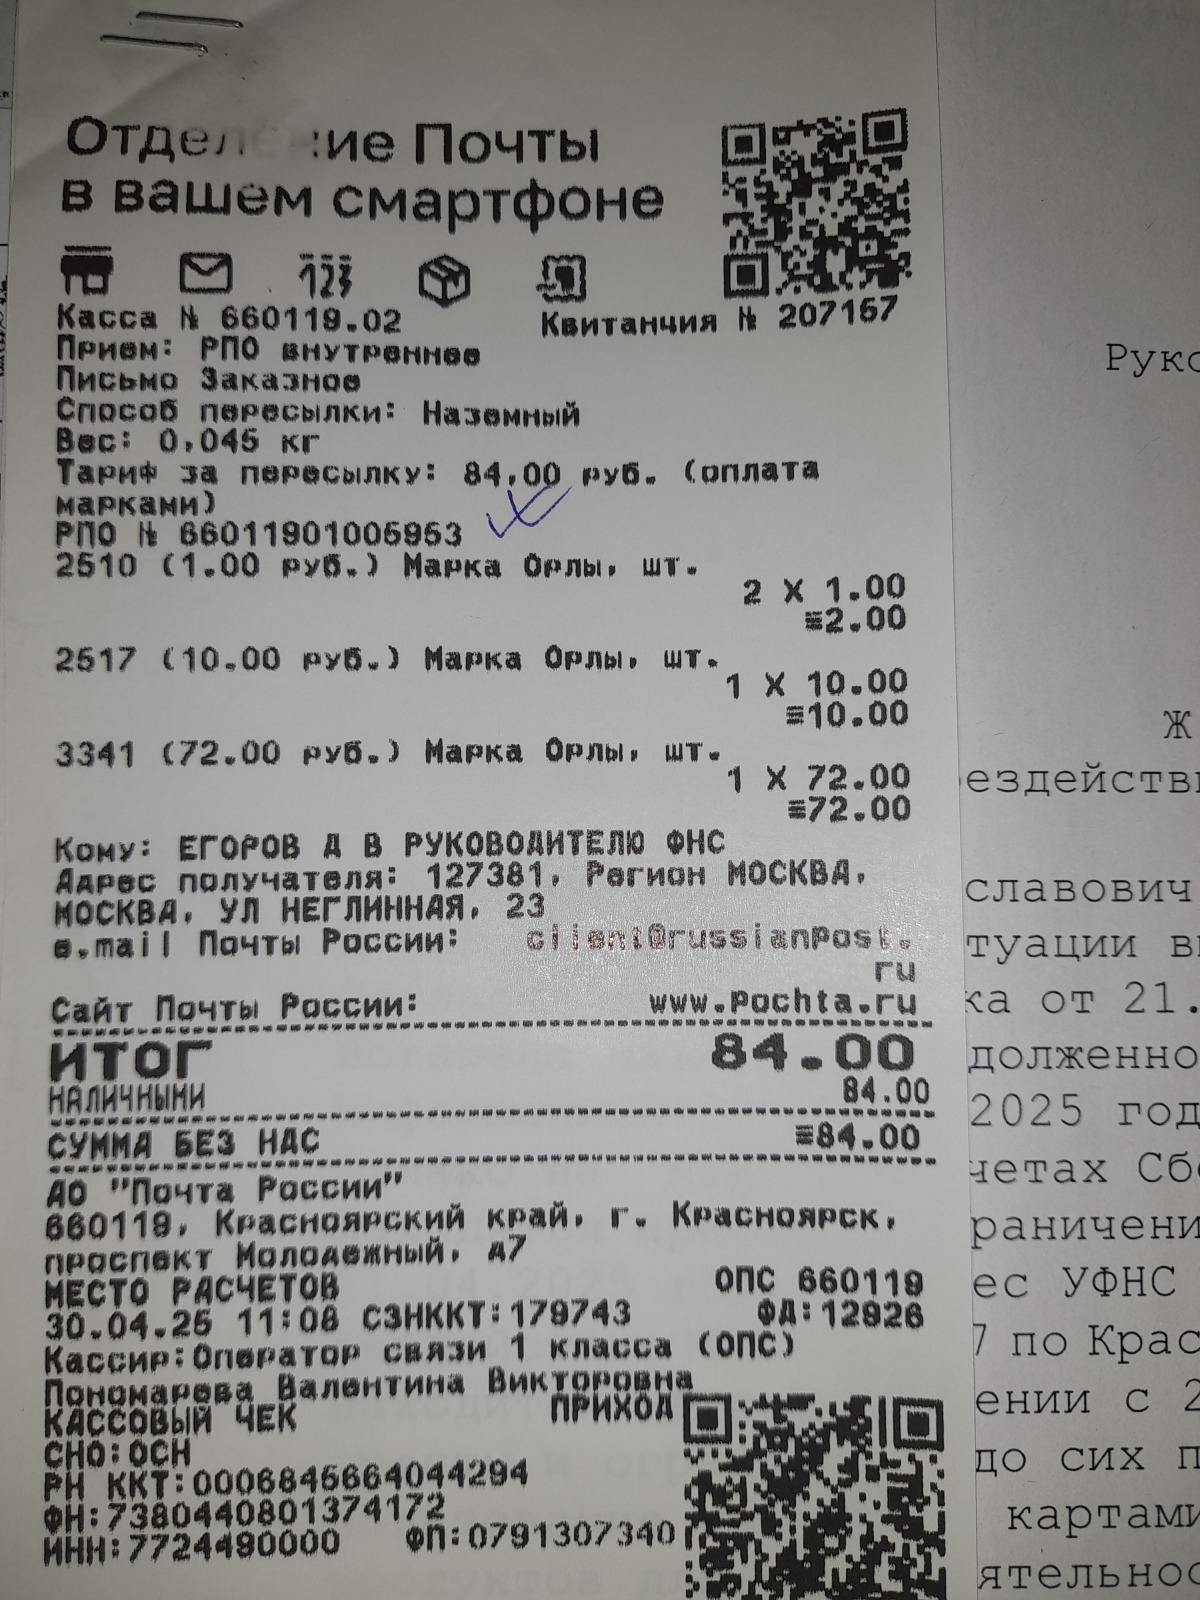 Отделение Почты
в вашем смартфоне
Касса № 660119.02 Квитанция № 207157
Прием: РПО внутреннее
Письмо Заказное
Способ пересылки: Наземный
Вес: 0,045 кг
Тариф за пересылку: 84,00 руб. (оплата
марками)
РПО № 66011901005953
2510 (1.00 руб.) Марка Орлы, шт.
2 X 1.00
≡2.00
2517 (10.00 руб.) Марка Орлы, шт.
1 X 10.00
≡10.00
3341 (72.00 руб.) Марка Орлы, шт.
1 X 72.00
≡72.00
Кому: ЕГОРОВ Д В РУКОВОДИТЕЛЮ ФНС
Адрес получателя: 127381, Регион МОСКВА,
МОСКВА, УЛ НЕГЛИННАЯ, 23
e.mail Почты России: client@russianpost.
ru
Сайт Почты России: www.pochta.ru
ИТОГ 84.00
НАЛИЧНЫМИ 84.00
СУММА БЕЗ НДС ≡84.00
АО "Почта России"
660119, Красноярский край, г. Красноярск,
проспект Молодежный, д7
МЕСТО РАСЧЕТОВ ОПС 660119
30.04.25 11:08 СЗНККТ:179743 ФД:12926
Кассир:Оператор связи 1 класса (ОПС)
Пономарева Валентина Викторовна
КАССОВЫЙ ЧЕК ПРИХОД
СНО:ОСН
РН ККТ:0006845664044294
ФН:7380440801374172
ИНН:7724490000 ФП:0791307340
Руко
Ж
ездейств
славович
туации в
ка от 21.
долженно
2025 год
четах Сб
раничени
ес УФНС
7 по Крас
ении с 2
до сих п
картами
ятельнос